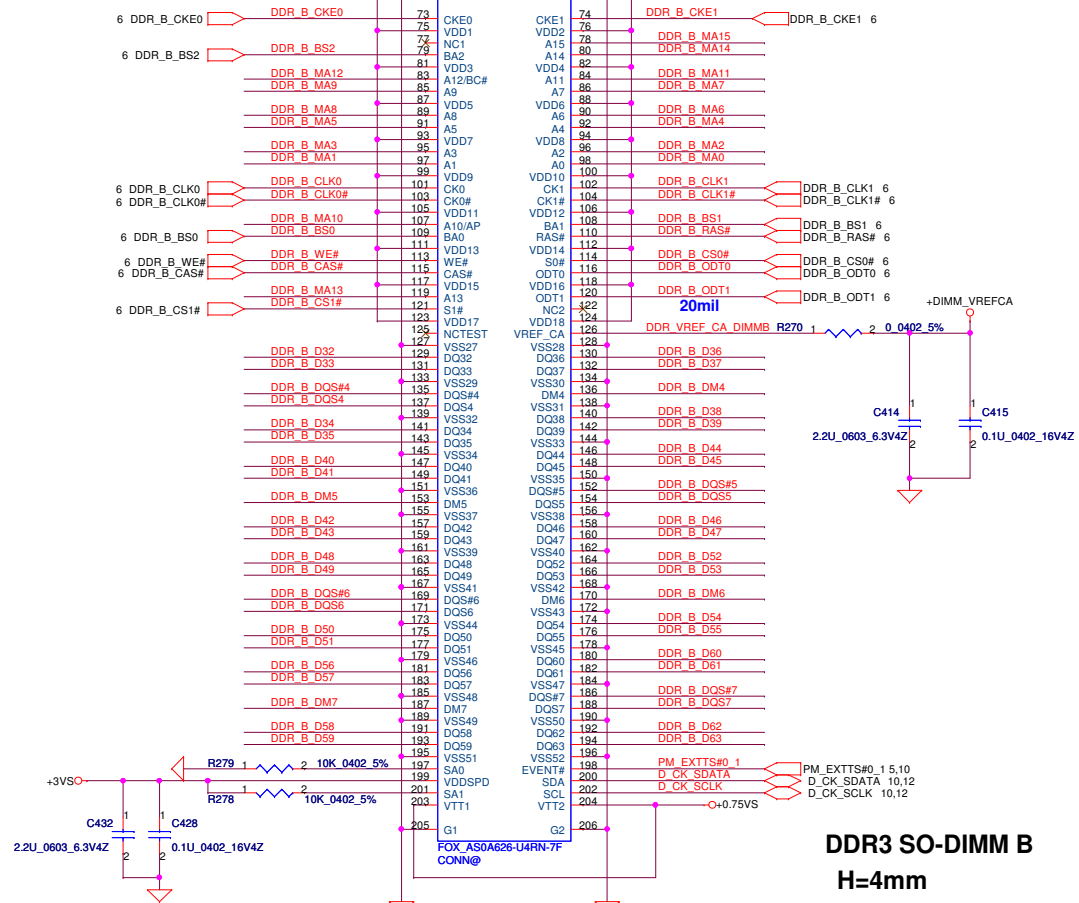 6 DDR_B_CKE0 DDR_B_CKE0 73 CKE0 CKE1 74 DDR_B_CKE1 DDR_B_CKE1 6
75 VDD1 VDD2 76
77 NC1 A15 78 DDR_B_MA15
6 DDR_B_BS2 DDR_B_BS2 79 BA2 A14 80 DDR_B_MA14
81 VDD3 VDD4 82
DDR_B_MA12 83 A12/BC# A11 84 DDR_B_MA11
DDR_B_MA9 85 A9 A7 86 DDR_B_MA7
87 VDD5 VDD6 88
DDR_B_MA8 89 A8 A6 90 DDR_B_MA6
DDR_B_MA5 91 A5 A4 92 DDR_B_MA4
93 VDD7 VDD8 94
DDR_B_MA3 95 A3 A2 96 DDR_B_MA2
DDR_B_MA1 97 A1 A0 98 DDR_B_MA0
99 VDD9 VDD10 100
6 DDR_B_CLK0 DDR_B_CLK0 101 CK0 CK1 102 DDR_B_CLK1 DDR_B_CLK1 6
6 DDR_B_CLK0# DDR_B_CLK0# 103 CK0# CK1# 104 DDR_B_CLK1# DDR_B_CLK1# 6
105 VDD11 VDD12 106
DDR_B_MA10 107 A10/AP BA1 108 DDR_B_BS1 DDR_B_BS1 6
6 DDR_B_BS0 DDR_B_BS0 109 BA0 RAS# 110 DDR_B_RAS# DDR_B_RAS# 6
111 VDD13 VDD14 112
6 DDR_B_WE# DDR_B_WE# 113 WE# S0# 114 DDR_B_CS0# DDR_B_CS0# 6
6 DDR_B_CAS# DDR_B_CAS# 115 CAS# ODT0 116 DDR_B_ODT0 DDR_B_ODT0 6
117 VDD15 VDD16 118
DDR_B_MA13 119 A13 ODT1 120 DDR_B_ODT1 DDR_B_ODT1 6
6 DDR_B_CS1# DDR_B_CS1# 121 S1# NC2 122 20mil +DIMM_VREFCA
123 VDD17 VDD18 124
125 NCTEST VREF_CA 126 DDR_VREF_CA_DIMMB R270 1 2 0_0402_5%
127 VSS27 VSS28 128
DDR_B_D32 129 DQ32 DQ36 130 DDR_B_D36
DDR_B_D33 131 DQ33 DQ37 132 DDR_B_D37
133 VSS29 VSS30 134
DDR_B_DQS#4 135 DQS#4 DM4 136 DDR_B_DM4
DDR_B_DQS4 137 DQS4 VSS31 138 1 1
139 VSS32 DQ38 140 DDR_B_D38 C414 C415
DDR_B_D34 141 DQ34 DQ39 142 DDR_B_D39
DDR_B_D35 143 DQ35 VSS33 144 2.2U_0603_6.3V4Z 2 2 0.1U_0402_16V4Z
145 VSS34 DQ44 146 DDR_B_D44
DDR_B_D40 147 DQ40 DQ45 148 DDR_B_D45
DDR_B_D41 149 DQ41 VSS35 150
151 VSS36 DQS#5 152 DDR_B_DQS#5
DDR_B_DM5 153 DM5 DQS5 154 DDR_B_DQS5
155 VSS37 VSS38 156
DDR_B_D42 157 DQ42 DQ46 158 DDR_B_D46
DDR_B_D43 159 DQ43 DQ47 160 DDR_B_D47
161 VSS39 VSS40 162
DDR_B_D48 163 DQ48 DQ52 164 DDR_B_D52
DDR_B_D49 165 DQ49 DQ53 166 DDR_B_D53
167 VSS41 VSS42 168
DDR_B_DQS#6 169 DQS#6 DM6 170 DDR_B_DM6
DDR_B_DQS6 171 DQS6 VSS43 172
173 VSS44 DQ54 174 DDR_B_D54
DDR_B_D50 175 DQ50 DQ55 176 DDR_B_D55
DDR_B_D51 177 DQ51 VSS45 178
179 VSS46 DQ60 180 DDR_B_D60
DDR_B_D56 181 DQ56 DQ61 182 DDR_B_D61
DDR_B_D57 183 DQ57 VSS47 184
185 VSS48 DQS#7 186 DDR_B_DQS#7
DDR_B_DM7 187 DM7 DQS7 188 DDR_B_DQS7
189 VSS49 VSS50 190
DDR_B_D58 191 DQ58 DQ62 192 DDR_B_D62
DDR_B_D59 193 DQ59 DQ63 194 DDR_B_D63
195 VSS51 VSS52 196
R279 1 2 10K_0402_5% 197 SA0 EVENT# 198 PM_EXTTS#0_1 PM_EXTTS#0_1 5,10
+3VS 199 VDDSPD SDA 200 D_CK_SDATA D_CK_SDATA 10,12
R278 1 2 10K_0402_5% 201 SA1 SCL 202 D_CK_SCLK D_CK_SCLK 10,12
203 VTT1 VTT2 204 +0.75VS
C432 1 C428 1 205 G1 G2 206
2.2U_0603_6.3V4Z 2 2 0.1U_0402_16V4Z
FOX_AS0A626-U4RN-7F
CONN@
DDR3 SO-DIMM B
H=4mm